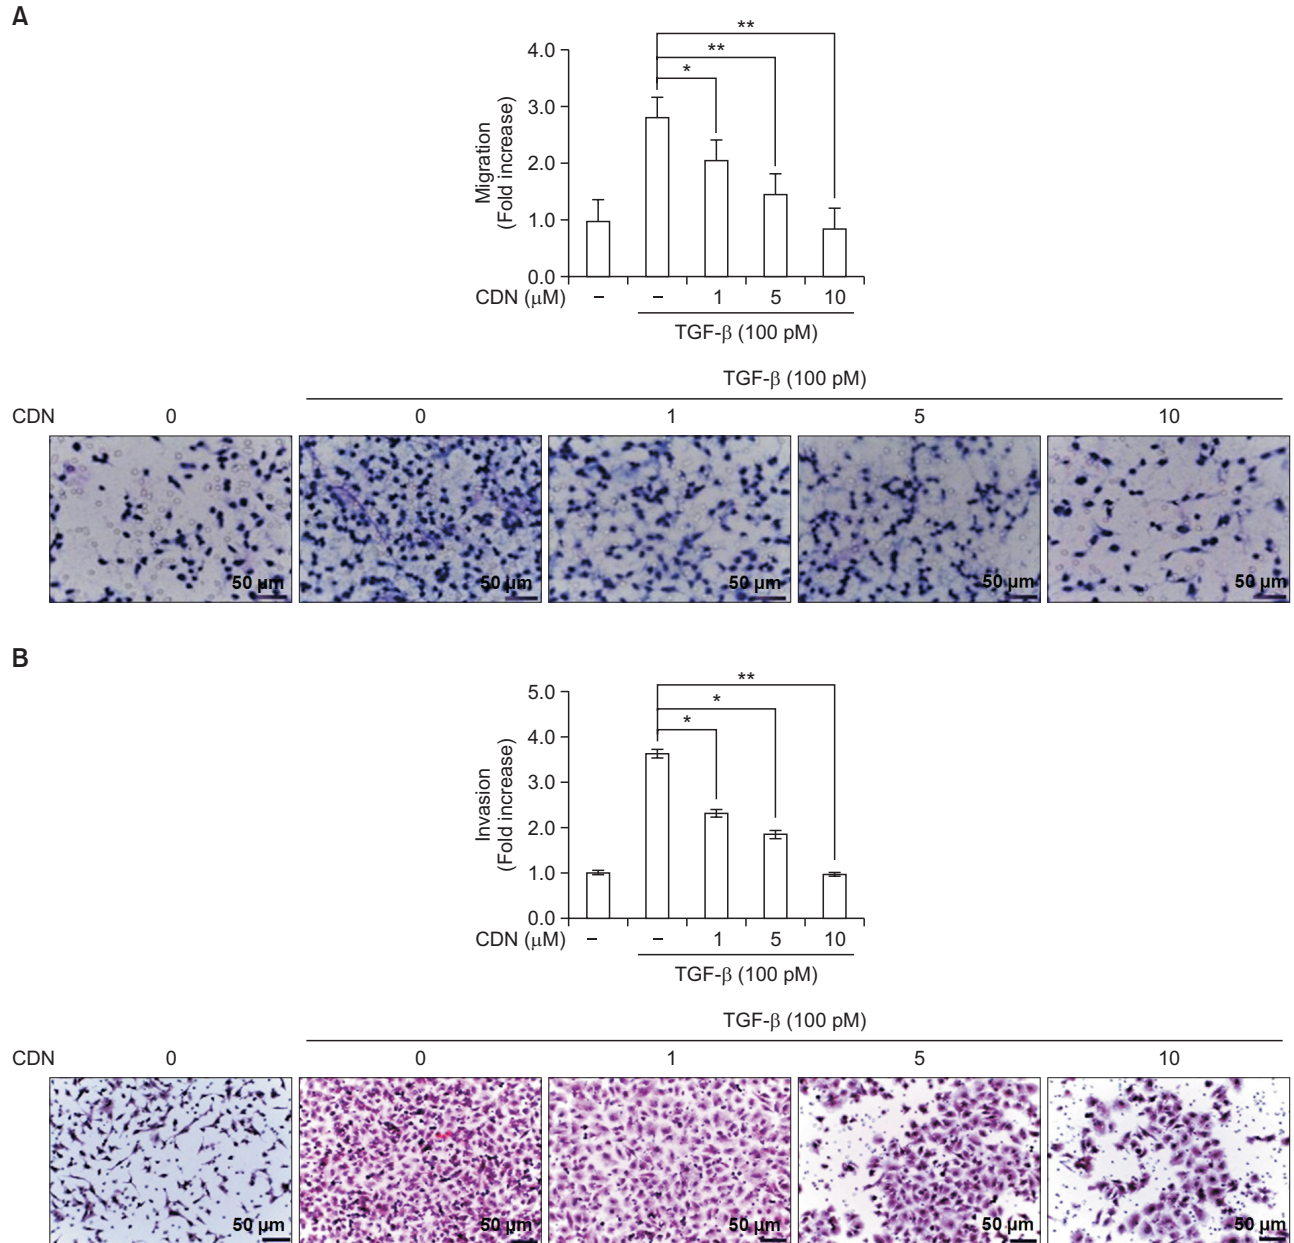 A
**
**
*
4.0
3.0
2.0
1.0
0.0
Migration
(Fold increase)
CDN (μM) – – 1 5 10
TGF-β (100 pM)
TGF-β (100 pM)
CDN 0 0 1 5 10
50 μm 50 μm 50 μm 50 μm 50 μm
B
**
*
*
5.0
4.0
3.0
2.0
1.0
0.0
Invasion
(Fold increase)
CDN (μM) – – 1 5 10
TGF-β (100 pM)
TGF-β (100 pM)
CDN 0 0 1 5 10
50 μm 50 μm 50 μm 50 μm 50 μm